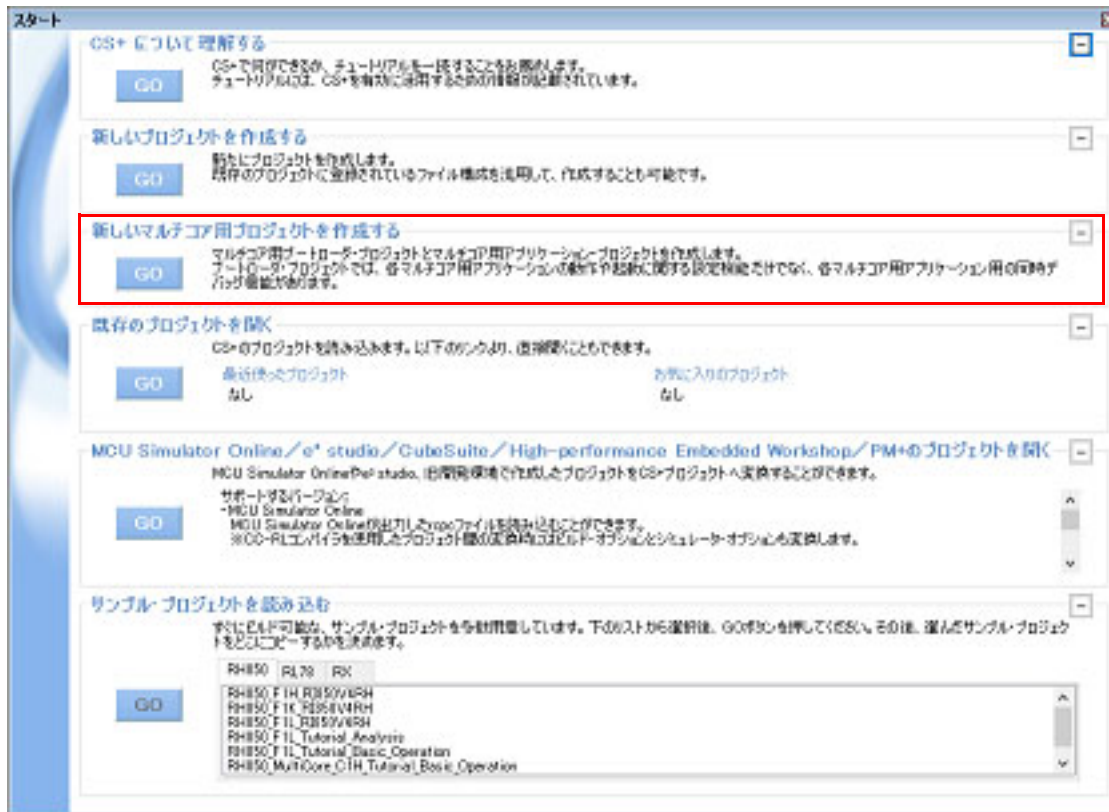 スタート
CS+ について理解する
GO
CS+で何ができるか、チュートリアルを一読することをお薦めします。
チュートリアルには、CS+を有効に活用するための情報が記載されています。
新しいプロジェクトを作成する
GO
新たにプロジェクトを作成します。
既存のプロジェクトに登録されているファイル構成を流用して、作成することも可能です。
新しいマルチコア用プロジェクトを作成する
GO
マルチコア用ブートローダ・プロジェクトとマルチコア用アプリケーション・プロジェクトを作成します。
ブートローダ・プロジェクトでは、各マルチコア用アプリケーションの動作や起動に関する設定機能だけでなく、各マルチコア用アプリケーション用の同時デ
バッグ機能があります。
既存のプロジェクトを開く
GO
CS+のプロジェクトを読み込みます。以下のリンクより、直接開くこともできます。
最近使ったプロジェクト
お気に入りのプロジェクト
なし
なし
MCU Simulator Online／e² studio／CubeSuite／High-performance Embedded Workshop／PM+のプロジェクトを開く
GO
MCU Simulator Onlineやe² studio、旧開発環境で作成したプロジェクトをCS+プロジェクトへ変換することができます。
サポートするバージョン:
・MCU Simulator Online
MCU Simulator Onlineが出力したrcpcファイルを読み込むことができます。
※CC-RLコンパイラを使用したプロジェクト間の変換時にはビルド・オプションとシミュレータ・オプションも変換します。
サンプル・プロジェクトを読み込む
GO
すぐにビルド可能な、サンプル・プロジェクトを多数用意しています。下のリストから選択後、GOボタンを押してください。その後、選んだサンプル・プロジェク
トをどこにコピーするかを決めます。
RH850 RL78 RX
RH850_F1H_RI850V4RH
RH850_F1K_RI850V4RH
RH850_F1L_RI850V4RH
RH850_F1L_Tutorial_Analysis
RH850_F1L_Tutorial_Basic_Operation
RH850_MultiCore_C1H_Tutorial_Basic_Operation